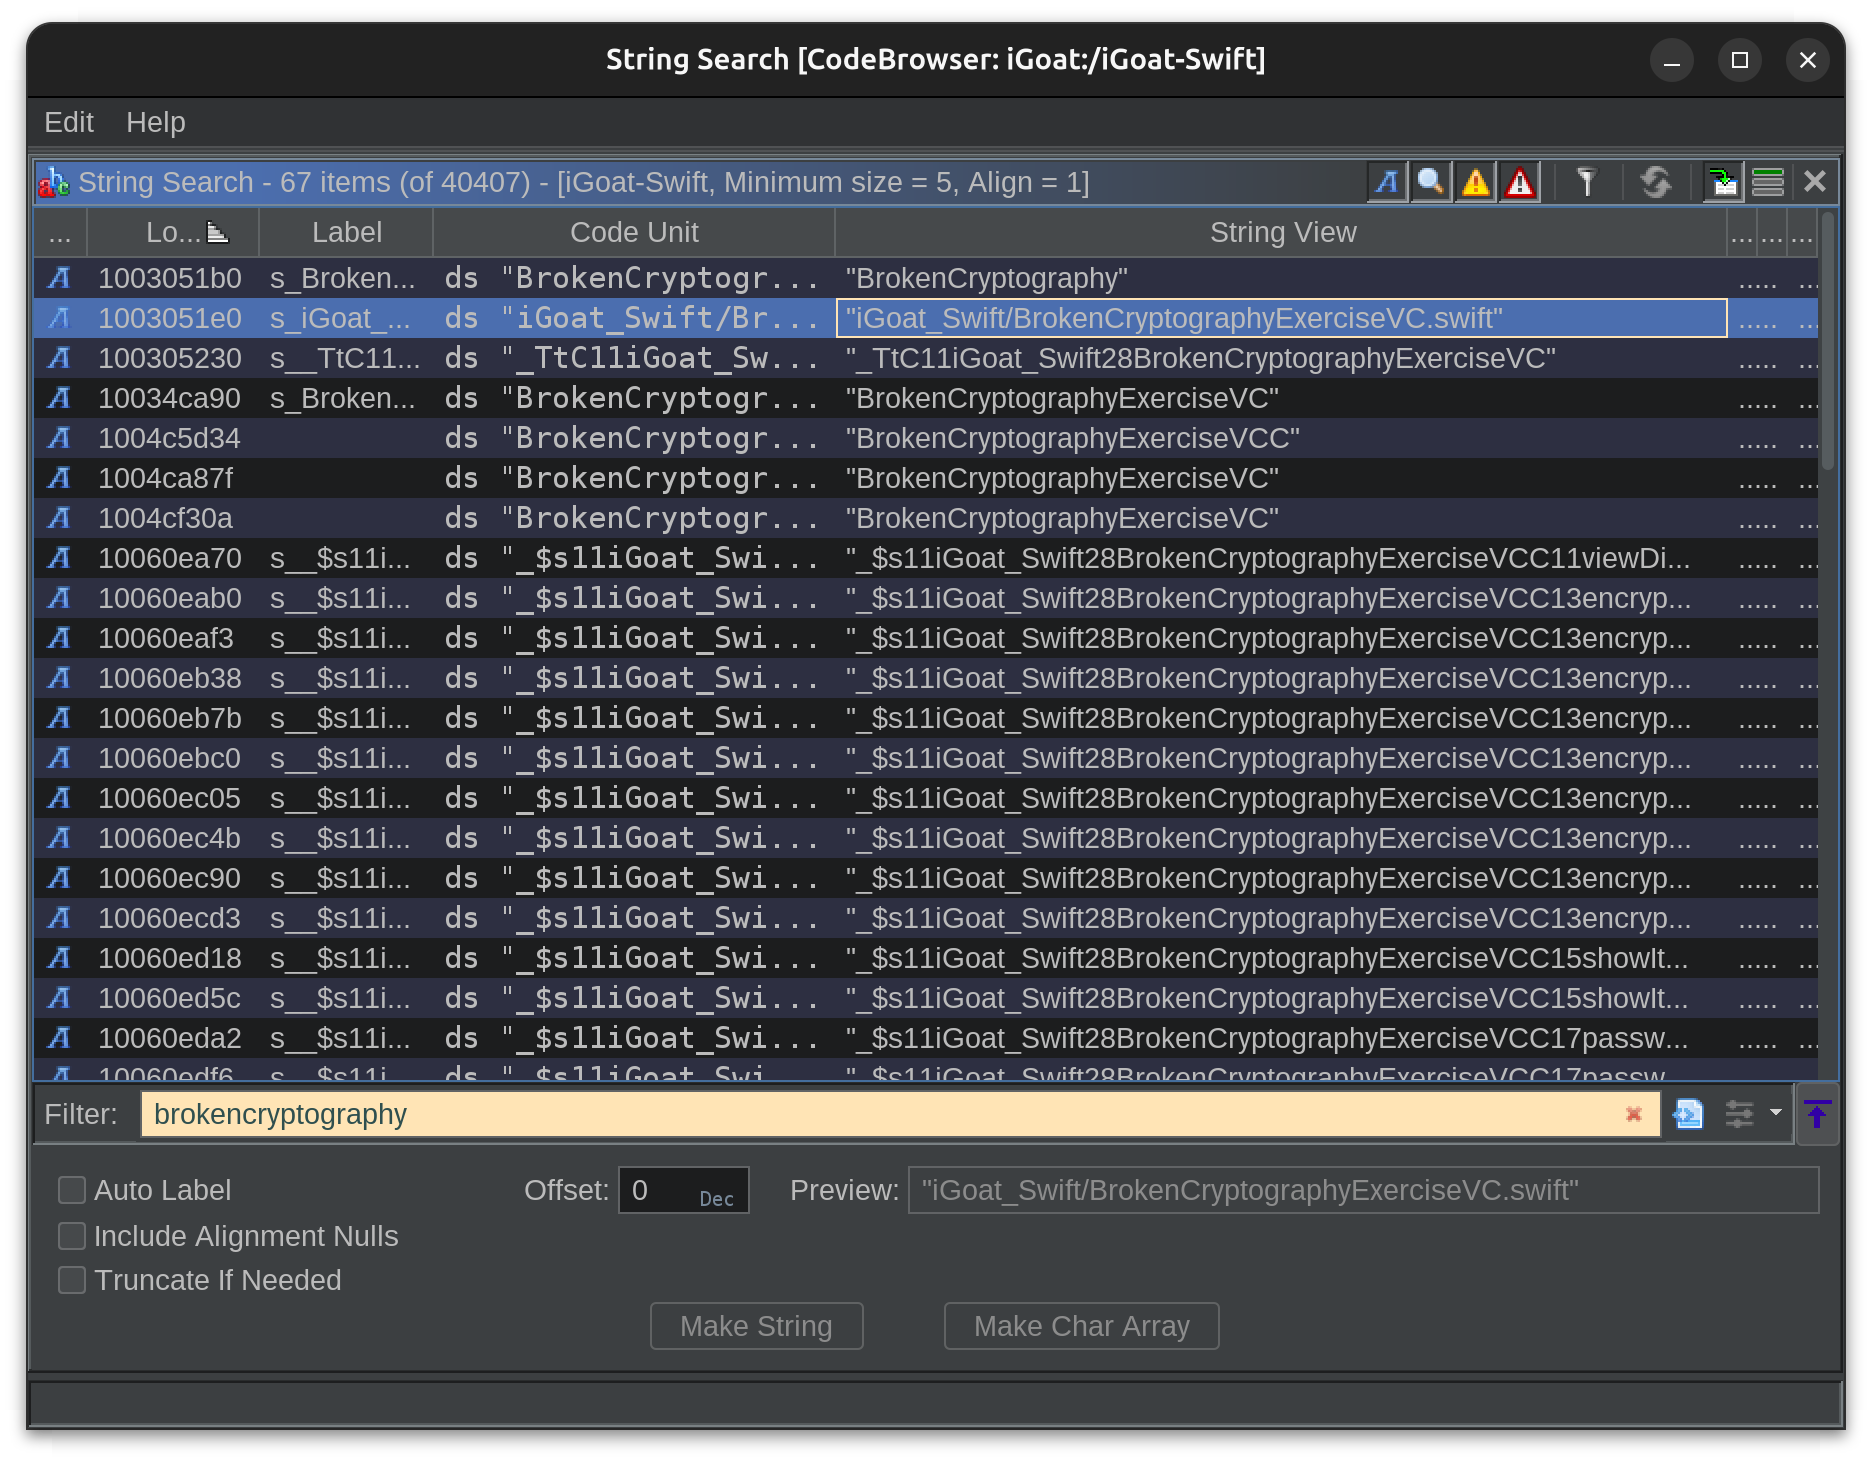 String Search [CodeBrowser: iGoat:/iGoat-Swift]
Edit Help
String Search - 67 items (of 40407) - [iGoat-Swift, Minimum size = 5, Align = 1]
... Lo... Label Code Unit String View ... ... ...
A 1003051b0 s_Broken... ds "BrokenCryptogr... "BrokenCryptography" ..... ...
A 1003051e0 s_iGoat_... ds "iGoat_Swift/Br... "iGoat_Swift/BrokenCryptographyExerciseVC.swift" ..... ...
A 100305230 s__TtC11... ds "_TtC11iGoat_Sw... "_TtC11iGoat_Swift28BrokenCryptographyExerciseVC" ..... ...
A 10034ca90 s_Broken... ds "BrokenCryptogr... "BrokenCryptographyExerciseVC" ..... ...
A 1004c5d34 ds "BrokenCryptogr... "BrokenCryptographyExerciseVCC" ..... ...
A 1004ca87f ds "BrokenCryptogr... "BrokenCryptographyExerciseVC" ..... ...
A 1004cf30a ds "BrokenCryptogr... "BrokenCryptographyExerciseVC" ..... ...
A 10060ea70 s__$s11i... ds "_$s11iGoat_Swi... "_$s11iGoat_Swift28BrokenCryptographyExerciseVCC11viewDi... ..... ...
A 10060eab0 s__$s11i... ds "_$s11iGoat_Swi... "_$s11iGoat_Swift28BrokenCryptographyExerciseVCC13encryp... ..... ...
A 10060eaf3 s__$s11i... ds "_$s11iGoat_Swi... "_$s11iGoat_Swift28BrokenCryptographyExerciseVCC13encryp... ..... ...
A 10060eb38 s__$s11i... ds "_$s11iGoat_Swi... "_$s11iGoat_Swift28BrokenCryptographyExerciseVCC13encryp... ..... ...
A 10060eb7b s__$s11i... ds "_$s11iGoat_Swi... "_$s11iGoat_Swift28BrokenCryptographyExerciseVCC13encryp... ..... ...
A 10060ebc0 s__$s11i... ds "_$s11iGoat_Swi... "_$s11iGoat_Swift28BrokenCryptographyExerciseVCC13encryp... ..... ...
A 10060ec05 s__$s11i... ds "_$s11iGoat_Swi... "_$s11iGoat_Swift28BrokenCryptographyExerciseVCC13encryp... ..... ...
A 10060ec4b s__$s11i... ds "_$s11iGoat_Swi... "_$s11iGoat_Swift28BrokenCryptographyExerciseVCC13encryp... ..... ...
A 10060ec90 s__$s11i... ds "_$s11iGoat_Swi... "_$s11iGoat_Swift28BrokenCryptographyExerciseVCC13encryp... ..... ...
A 10060ecd3 s__$s11i... ds "_$s11iGoat_Swi... "_$s11iGoat_Swift28BrokenCryptographyExerciseVCC13encryp... ..... ...
A 10060ed18 s__$s11i... ds "_$s11iGoat_Swi... "_$s11iGoat_Swift28BrokenCryptographyExerciseVCC15showIt... ..... ...
A 10060ed5c s__$s11i... ds "_$s11iGoat_Swi... "_$s11iGoat_Swift28BrokenCryptographyExerciseVCC15showIt... ..... ...
A 10060eda2 s__$s11i... ds "_$s11iGoat_Swi... "_$s11iGoat_Swift28BrokenCryptographyExerciseVCC17passw... ..... ...
A 10060edf6 s__$s11i... ds "_$s11iGoat_Swi... "_$s11iGoat_Swift28BrokenCryptographyExerciseVCC17passw... ..... ...
Filter: brokencryptography
Auto Label Offset: 0 Dec Preview: "iGoat_Swift/BrokenCryptographyExerciseVC.swift"
Include Alignment Nulls
Truncate If Needed
Make String Make Char Array